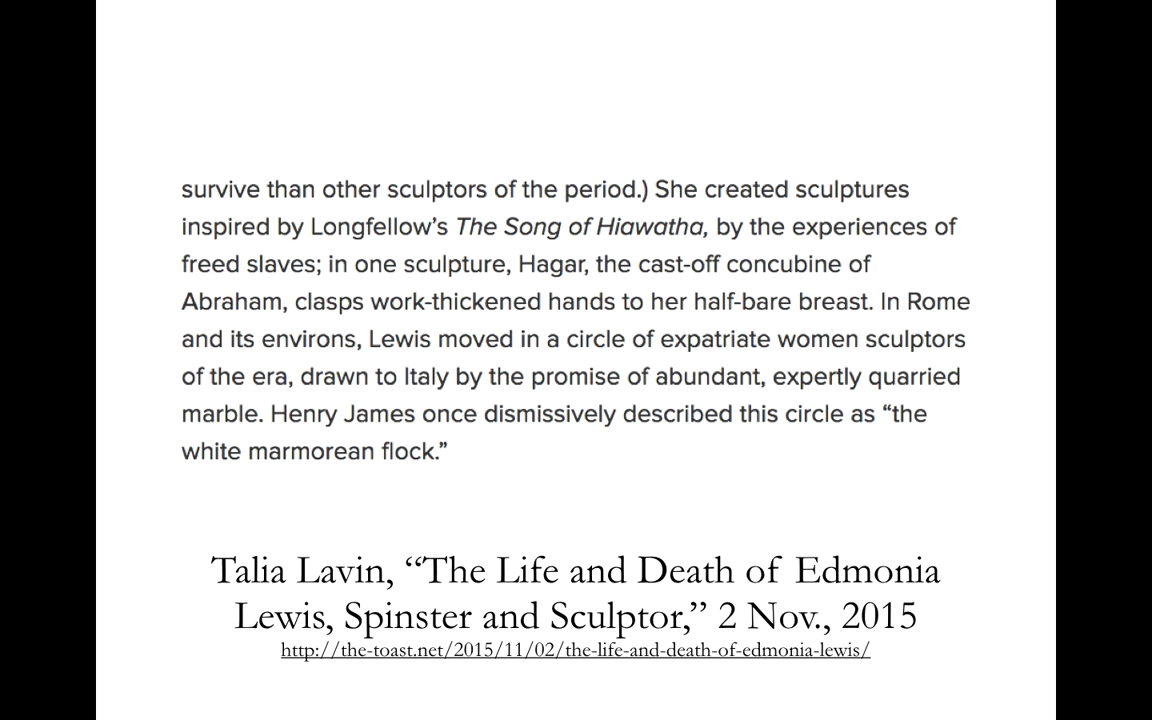 survive than other sculptors of the period.) She created sculptures
inspired by Longfellow’s The Song of Hiawatha, by the experiences of
freed slaves; in one sculpture, Hagar, the cast-off concubine of
Abraham, clasps work-thickened hands to her half-bare breast. In Rome
and its environs, Lewis moved in a circle of expatriate women sculptors
of the era, drawn to Italy by the promise of abundant, expertly quarried
marble. Henry James once dismissively described this circle as “the
white marmorean flock.”
Talia Lavin, “The Life and Death of Edmonia
Lewis, Spinster and Sculptor,” 2 Nov., 2015
http://the-toast.net/2015/11/02/the-life-and-death-of-edmonia-lewis/